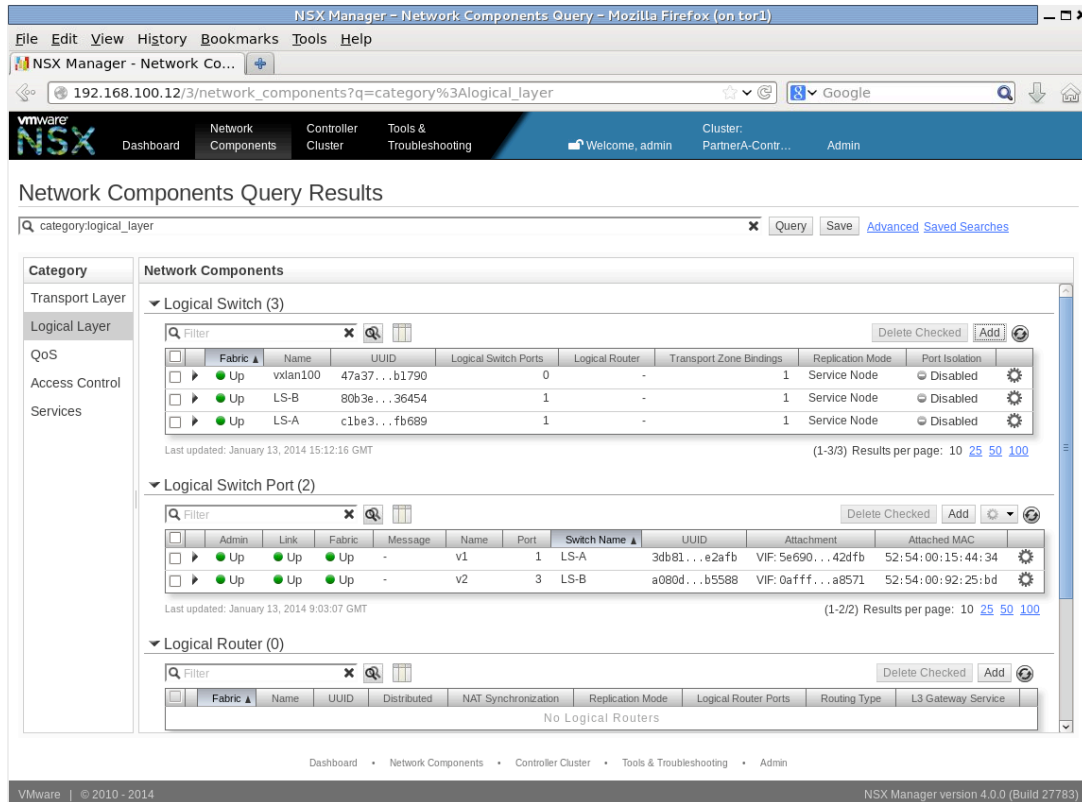 NSX Manager - Network Components Query - Mozilla Firefox (on tor1)
File Edit View History Bookmarks Tools Help
NSX Manager - Network Co...
192.168.100.12/3/network_components?q=category%3Alogical_layer
Google
vmware NSX
Dashboard Network Components Controller Cluster Tools & Troubleshooting Welcome, admin Cluster: PartnerA-Contr... Admin
Network Components Query Results
category:logical_layer Query Save Advanced Saved Searches
Category
Transport Layer
Logical Layer
QoS
Access Control
Services
Network Components
Logical Switch (3)
Filter Delete Checked Add
Fabric Name UUID Logical Switch Ports Logical Router Transport Zone Bindings Replication Mode Port Isolation
Up vxlan100 47a37...b1790 0 - 1 Service Node Disabled
Up LS-B 80b3e...36454 1 - 1 Service Node Disabled
Up LS-A c1be3...fb689 1 - 1 Service Node Disabled
Last updated: January 13, 2014 15:12:16 GMT (1-3/3) Results per page: 10 25 50 100
Logical Switch Port (2)
Filter Delete Checked Add
Admin Link Fabric Message Name Port Switch Name UUID Attachment Attached MAC
Up Up Up - v1 1 LS-A 3db81...e2afb VIF: 5e690...42dfb 52:54:00:15:44:34
Up Up Up - v2 3 LS-B a080d...b5588 VIF: 0afff...a8571 52:54:00:92:25:bd
Last updated: January 13, 2014 9:03:07 GMT (1-2/2) Results per page: 10 25 50 100
Logical Router (0)
Filter Delete Checked Add
Fabric Name UUID Distributed NAT Synchronization Replication Mode Logical Router Ports Routing Type L3 Gateway Service
No Logical Routers
Dashboard • Network Components • Controller Cluster • Tools & Troubleshooting • Admin
VMware | © 2010 - 2014 NSX Manager version 4.0.0 (Build 27783)